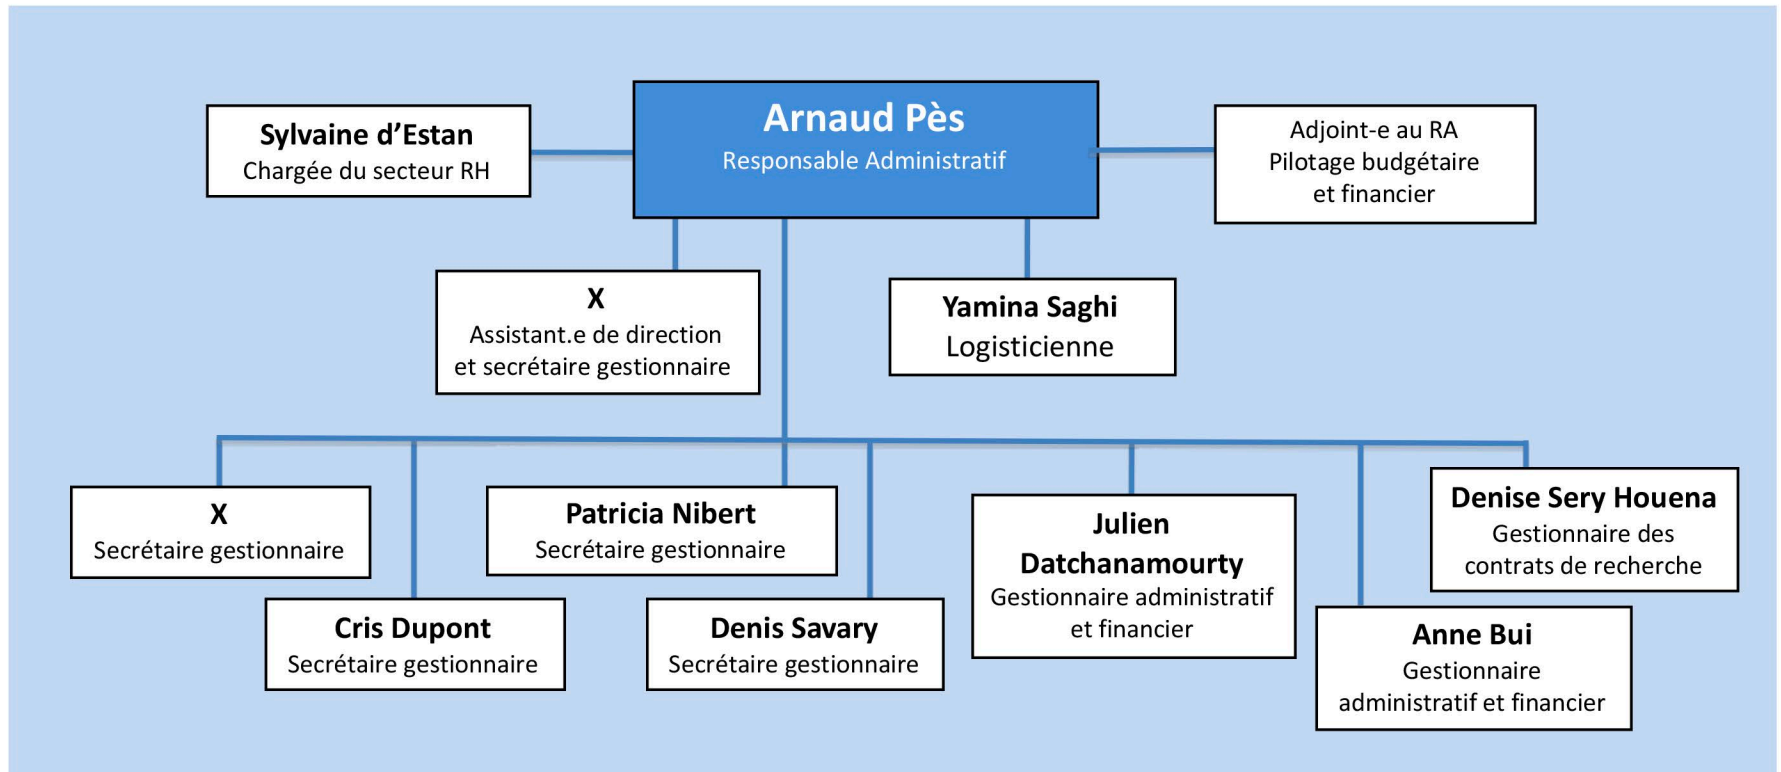 Arnaud Pès
Responsable Administratif
Sylvaine d’Estan
Chargée du secteur RH
Adjoint-e au RA
Pilotage budgétaire
et financier
X
Assistant.e de direction
et secrétaire gestionnaire
Yamina Saghi
Logisticienne
X
Secrétaire gestionnaire
Cris Dupont
Secrétaire gestionnaire
Patricia Nibert
Secrétaire gestionnaire
Denis Savary
Secrétaire gestionnaire
Julien
Datchanamourty
Gestionnaire administratif
et financier
Anne Bui
Gestionnaire
administratif et financier
Denise Sery Houena
Gestionnaire des
contrats de recherche